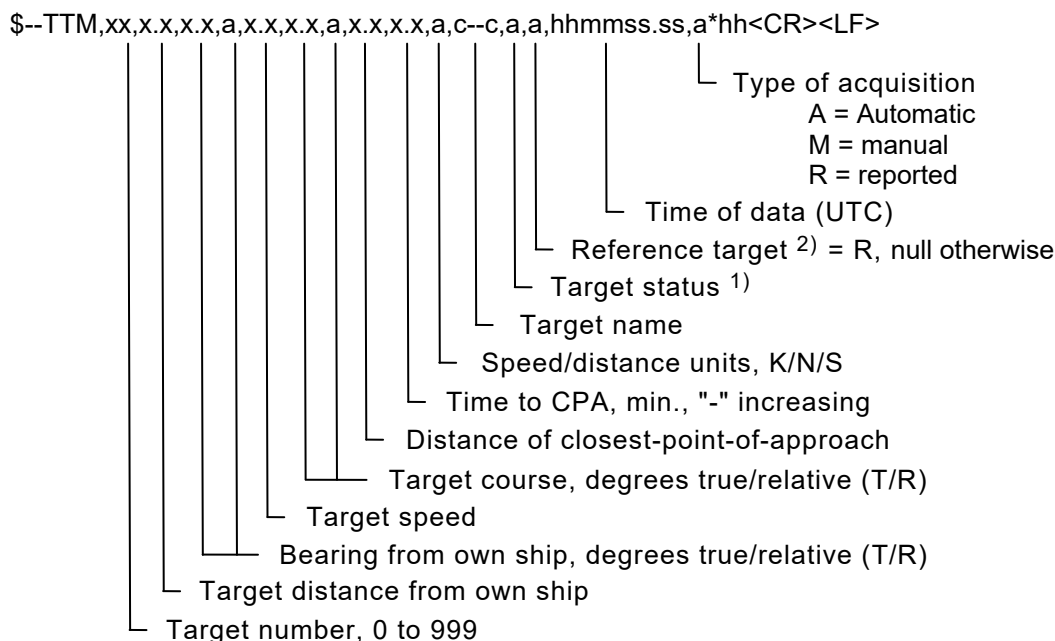 $--TTM,xx,x.x,x.x,a,x.x,x.x,a,x.x,x.x,a,c--c,a,a,hhmmss.ss,a*hh<CR><LF>
Type of acquisition
A = Automatic
M = manual
R = reported
Time of data (UTC)
Reference target 2) = R, null otherwise
Target status 1)
Target name
Speed/distance units, K/N/S
Time to CPA, min., "-" increasing
Distance of closest-point-of-approach
Target course, degrees true/relative (T/R)
Target speed
Bearing from own ship, degrees true/relative (T/R)
Target distance from own ship
Target number, 0 to 999